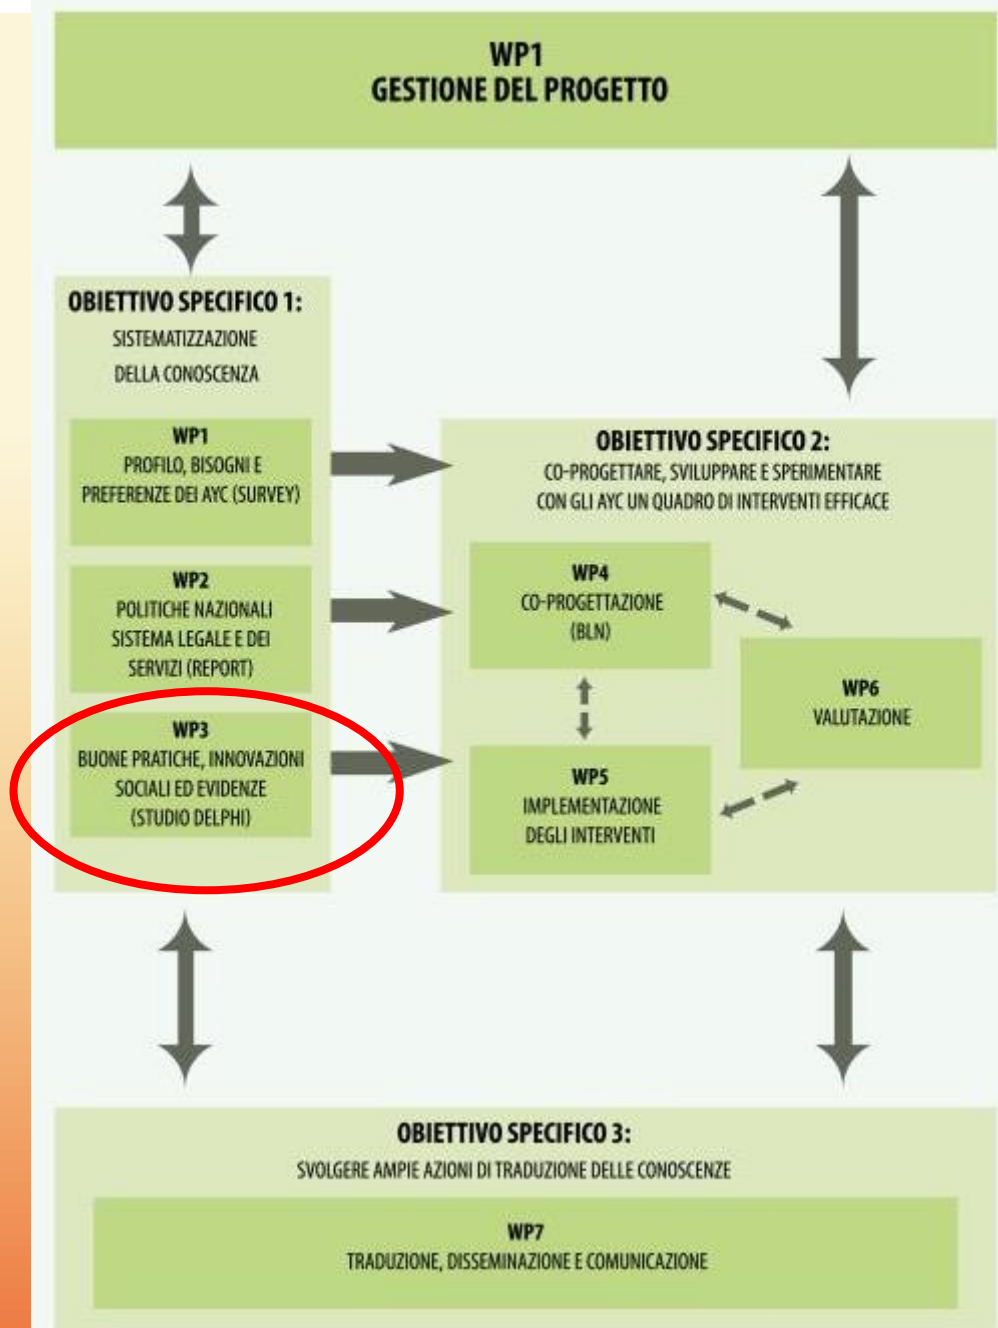 WP1
GESTIONE DEL PROGETTO
OBIETTIVO SPECIFICO 1:
SISTEMATIZZAZIONE
DELLA CONOSCENZA
WP1
PROFILO, BISOGNI E
PREFERENZE DEI AYC (SURVEY)
WP2
POLITICHE NAZIONALI
SISTEMA LEGALE E DEI
SERVIZI (REPORT)
WP3
BUONE PRATICHE, INNOVAZIONI
SOCIALI ED EVIDENZE
(STUDIO DELPHI)
OBIETTIVO SPECIFICO 2:
CO-PROGETTARE, SVILUPPARE E SPERIMENTARE
CON GLI AYC UN QUADRO DI INTERVENTI EFFICACE
WP4
CO-PROGETTAZIONE
(BLN)
WP5
IMPLEMENTAZIONE
DEGLI INTERVENTI
WP6
VALUTAZIONE
OBIETTIVO SPECIFICO 3:
SVOLGERE AMPIE AZIONI DI TRADUZIONE DELLE CONOSCENZE
WP7
TRADUZIONE, DISSEMINAZIONE E COMUNICAZIONE